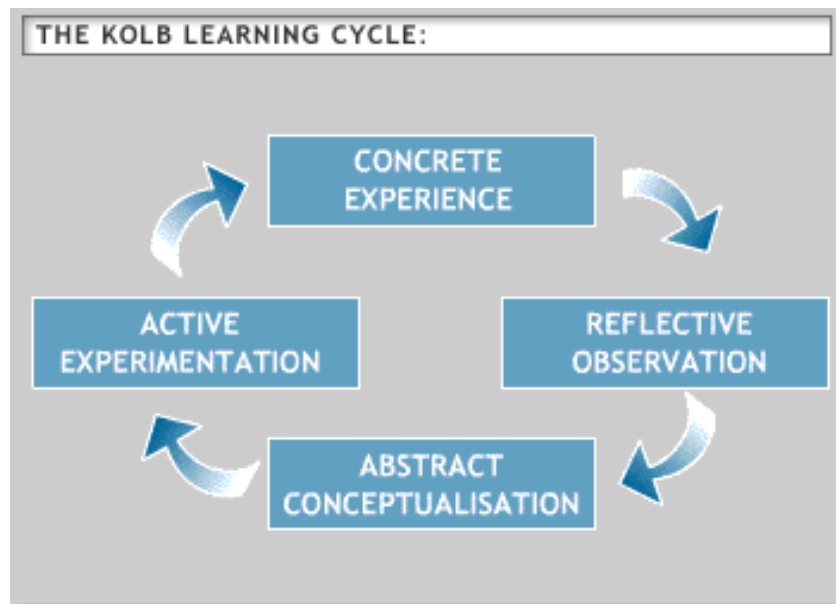 THE KOLB LEARNING CYCLE:
CONCRETE
EXPERIENCE
ACTIVE
EXPERIMENTATION
REFLECTIVE
OBSERVATION
ABSTRACT
CONCEPTUALISATION